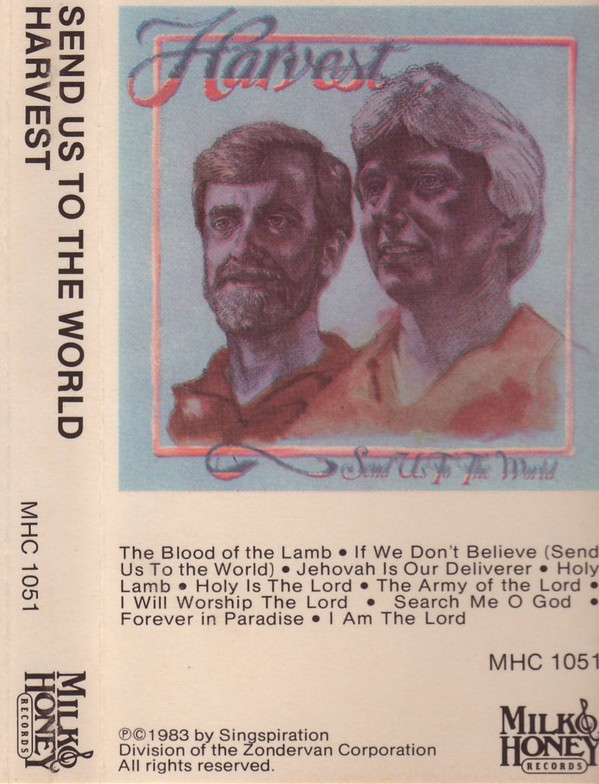 SEND US TO THE WORLD
HARVEST
MHC 1051
MILK &
HONEY
RECORDS
Harvest
Send Us To The World
The Blood of the Lamb • If We Don't Believe (Send
Us To the World) • Jehovah Is Our Deliverer • Holy
Lamb • Holy Is The Lord • The Army of the Lord •
I Will Worship The Lord • Search Me O God •
Forever in Paradise • I Am The Lord
MHC 1051
℗©1983 by Singspiration
Division of the Zondervan Corporation
All rights reserved.
MILK &
HONEY
RECORDS